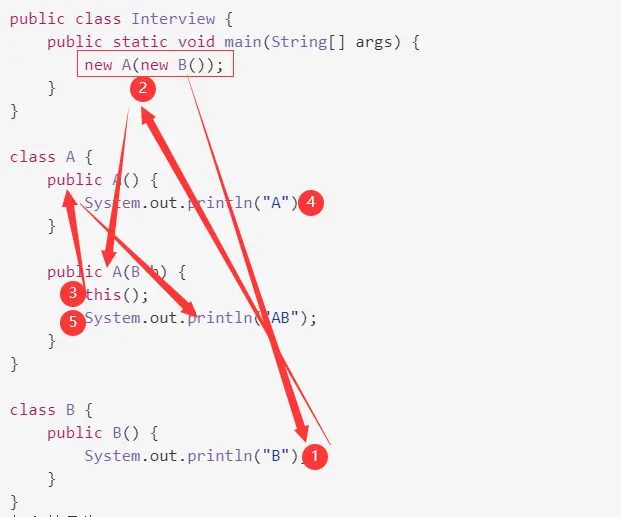 public class Interview {
    public static void main(String[] args) {
        new A(new B());
2
    }
}
class A {
    public A() {
        System.out.println("A") 4
    }
    public A(B b) {
3 this();
5 System.out.println("AB");
    }
}
class B {
    public B() {
        System.out.println("B"); 1
    }
}